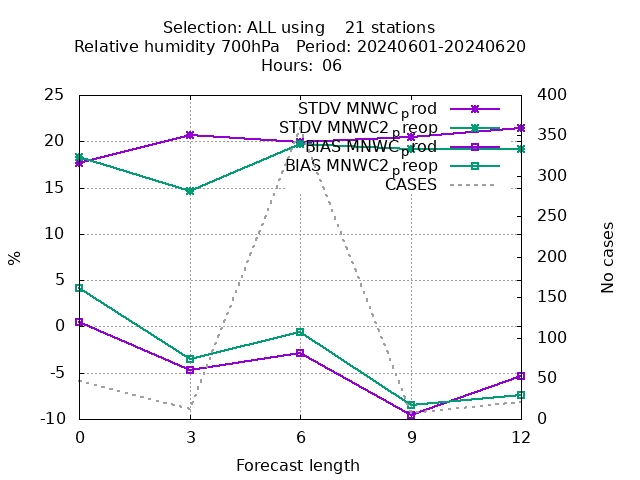 Selection: ALL using 21 stations
Relative humidity 700hPa Period: 20240601-20240620
Hours: 06
25
20
15
10
5
0
-5
-10
400
350
300
250
200
150
100
50
0
STDV MNWC_prod
STDV MNWC2_preop
BIAS MNWC_prod
BIAS MNWC2_preop
CASES
%
No cases
0 3 6 9 12
Forecast length